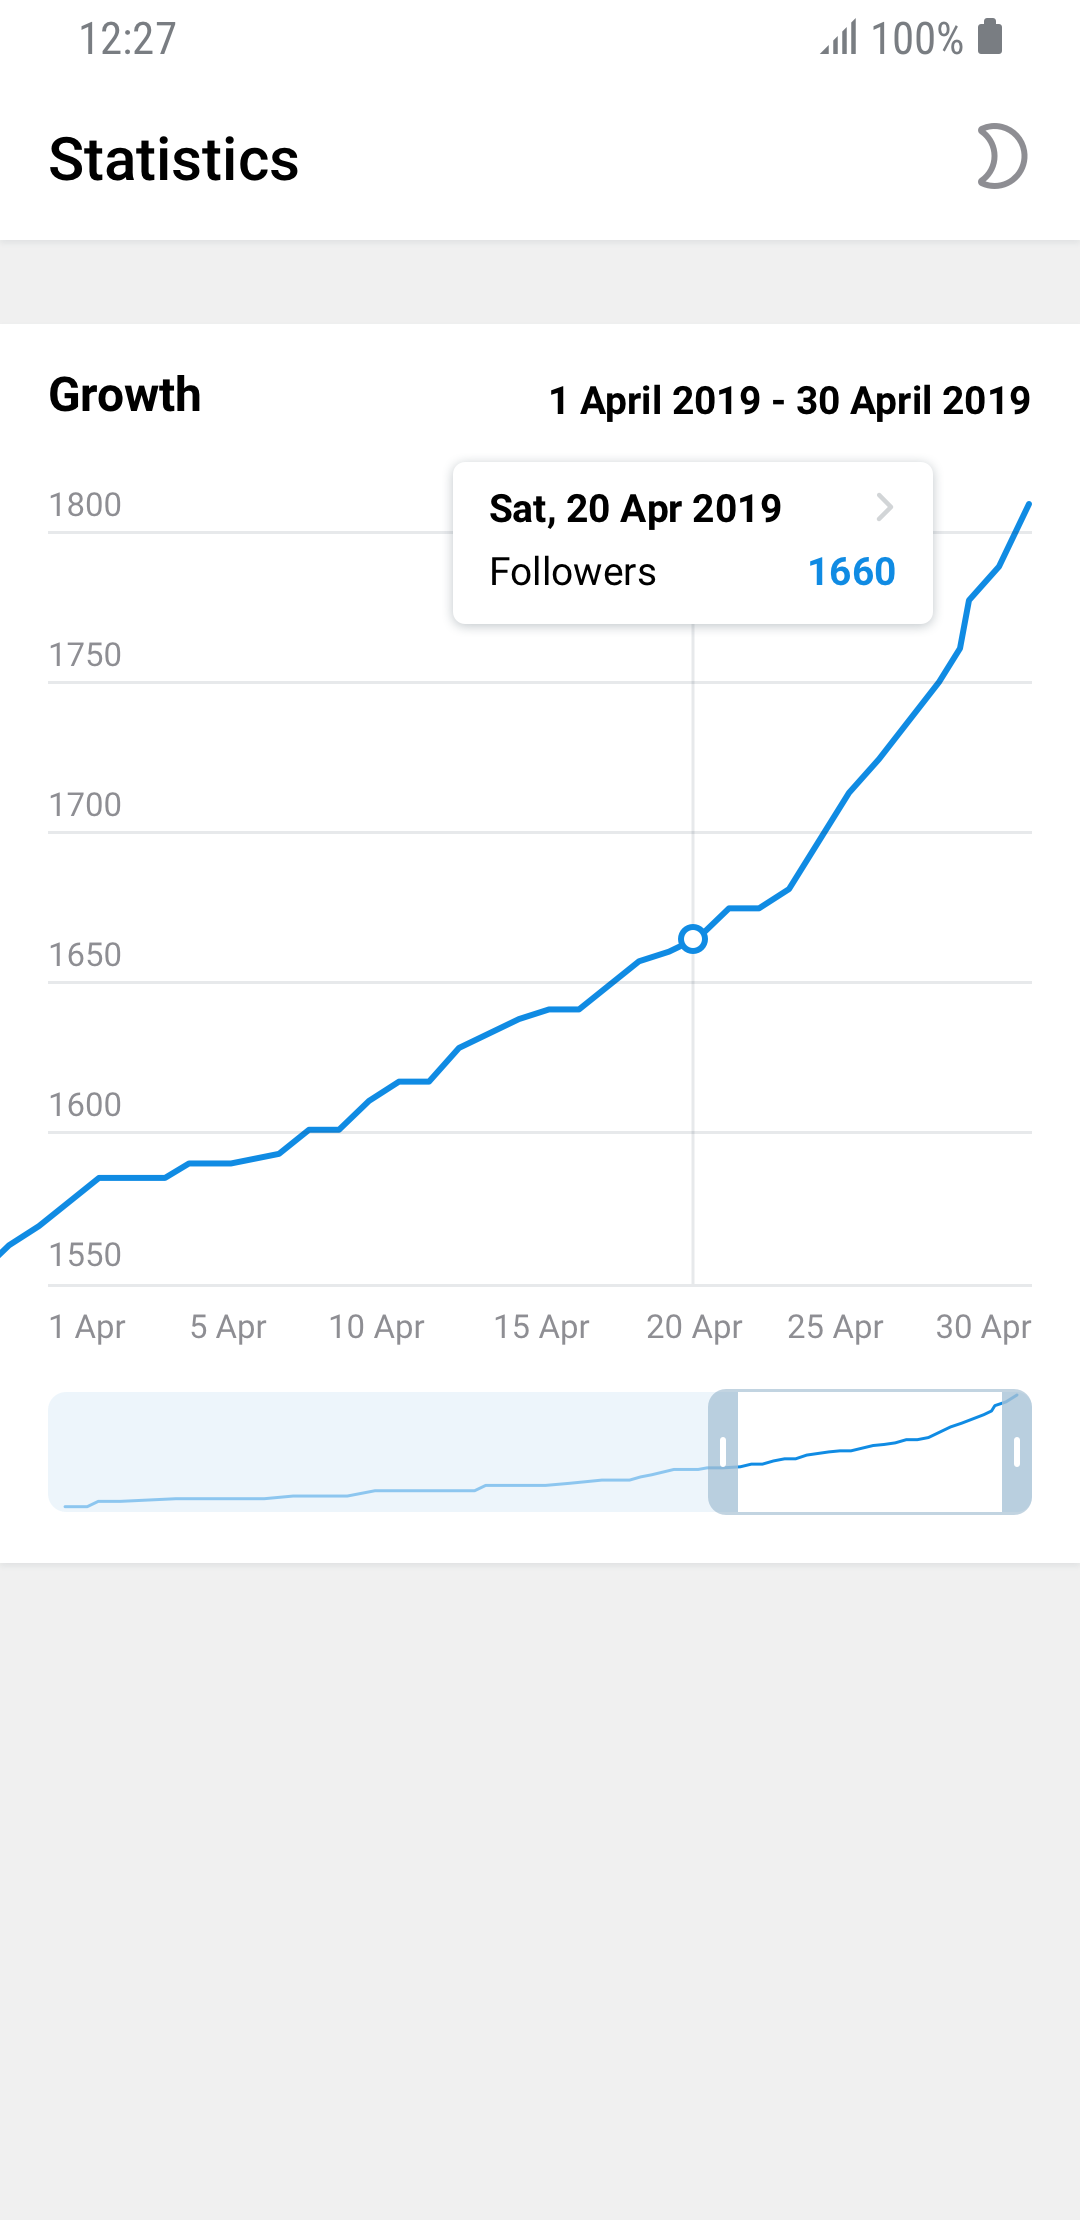 12:27 100%
Statistics
Growth 1 April 2019 - 30 April 2019
Sat, 20 Apr 2019
Followers 1660
1800
1750
1700
1650
1600
1550
1 Apr 5 Apr 10 Apr 15 Apr 20 Apr 25 Apr 30 Apr